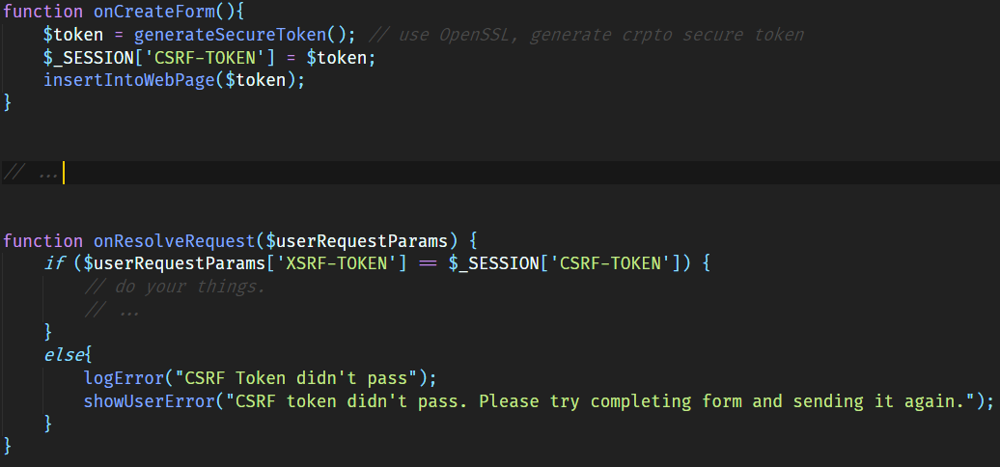 function onCreateForm(){
    $token = generateSecureToken(); // use OpenSSL, generate crpto secure token
    $_SESSION['CSRF-TOKEN'] = $token;
    insertIntoWebPage($token);
}
// ...
function onResolveRequest($userRequestParams) {
    if ($userRequestParams['XSRF-TOKEN'] == $_SESSION['CSRF-TOKEN']) {
        // do your things.
        // ...
    }
    else{
        logError("CSRF Token didn't pass");
        showUserError("CSRF token didn't pass. Please try completing form and sending it again.");
    }
}